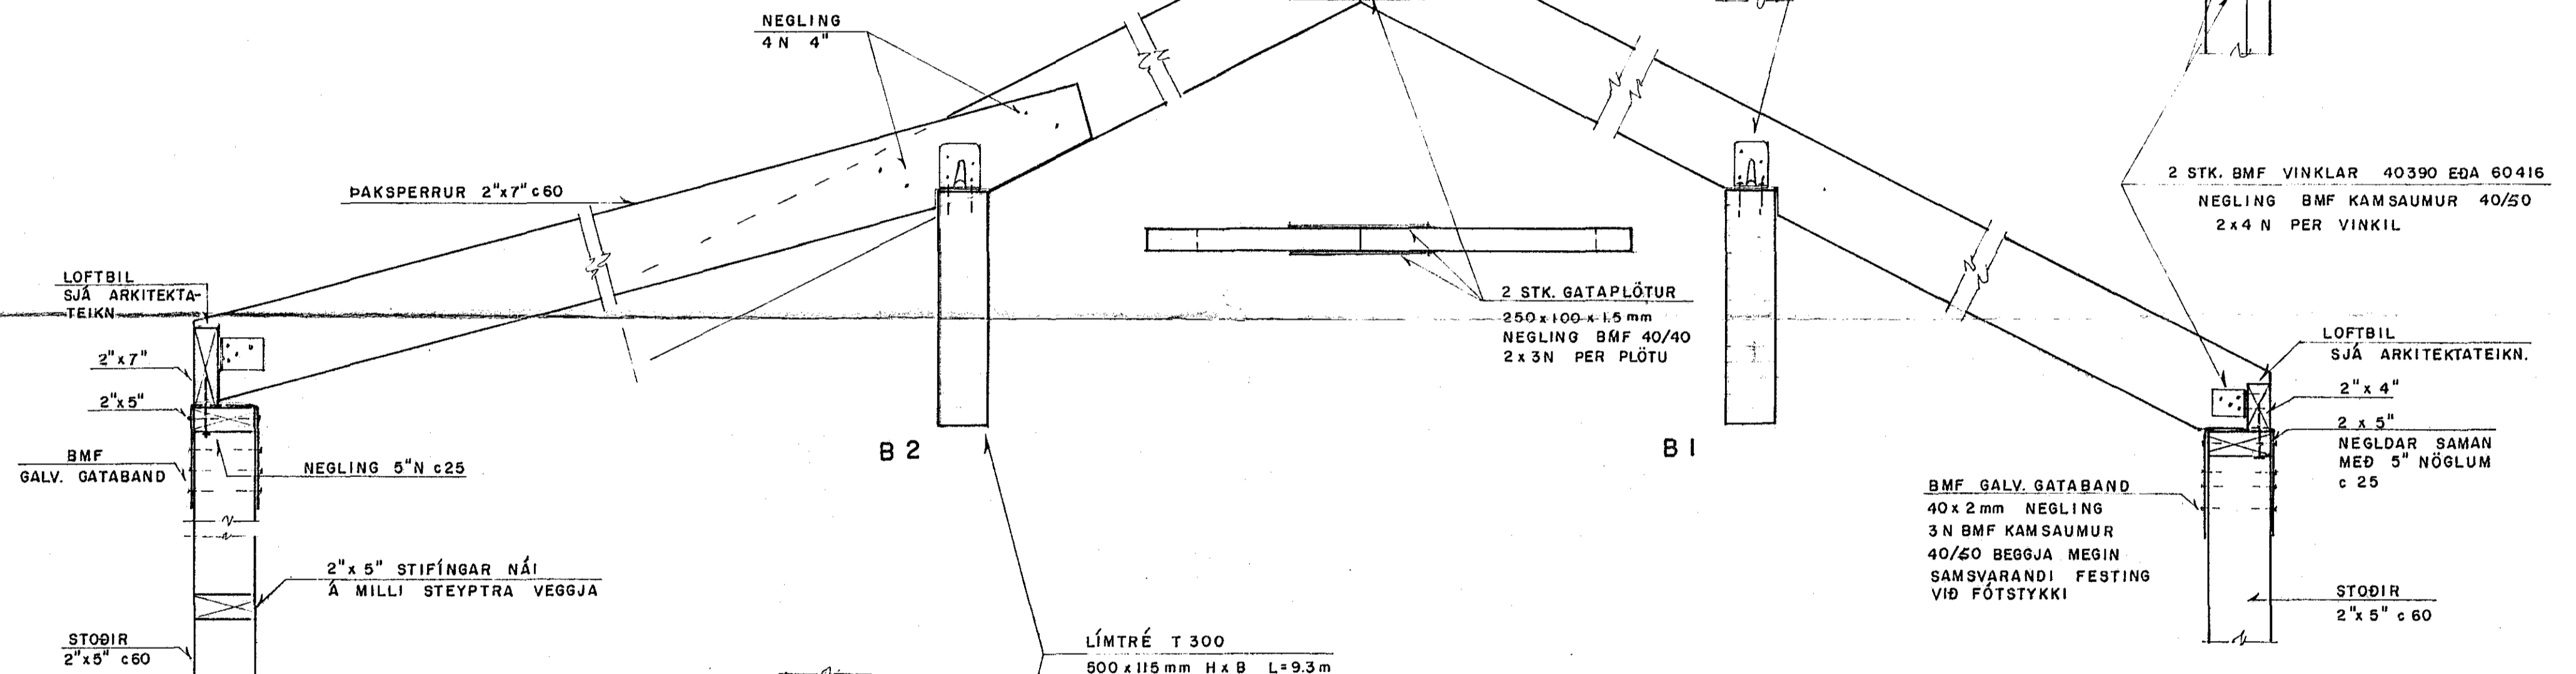 NEGLING
4 N 4"
ÞAKSPERRUR 2"x7" c60
LOFTBIL
SJÁ ARKITEKTA-
TEIKN.
2"x7"
2"x5"
BMF
GALV. GATABAND
NEGLING 5"N c25
2"x 5" STIFÍNGAR NÁI
Á MILLI STEYPTRA VEGGJA
STOÐIR
2"x5" c60
B 2
LÍMTRÉ T 300
500 x 115 mm H x B L=9.3 m
2 STK. GATAPLÖTUR
250 x 100 x 1.5 mm
NEGLING BMF 40/40
2 x 3N PER PLÖTU
B 1
2 STK. BMF VINKLAR 40390 EÐA 60416
NEGLING BMF KAMSAUMUR 40/50
2x4 N PER VINKIL
LOFTBIL
SJÁ ARKITEKTATEIKN.
2"x 4"
2 x 5"
NEGLDAR SAMAN
MEÐ 5" NÖGLUM
c 25
BMF GALV. GATABAND
40x2mm NEGLING
3 N BMF KAMSAUMUR
40/50 BEGGJA MEGIN
SAMSVARANDI FESTING
VIÐ FÓTSTYKKI
STOÐIR
2"x 5" c 60